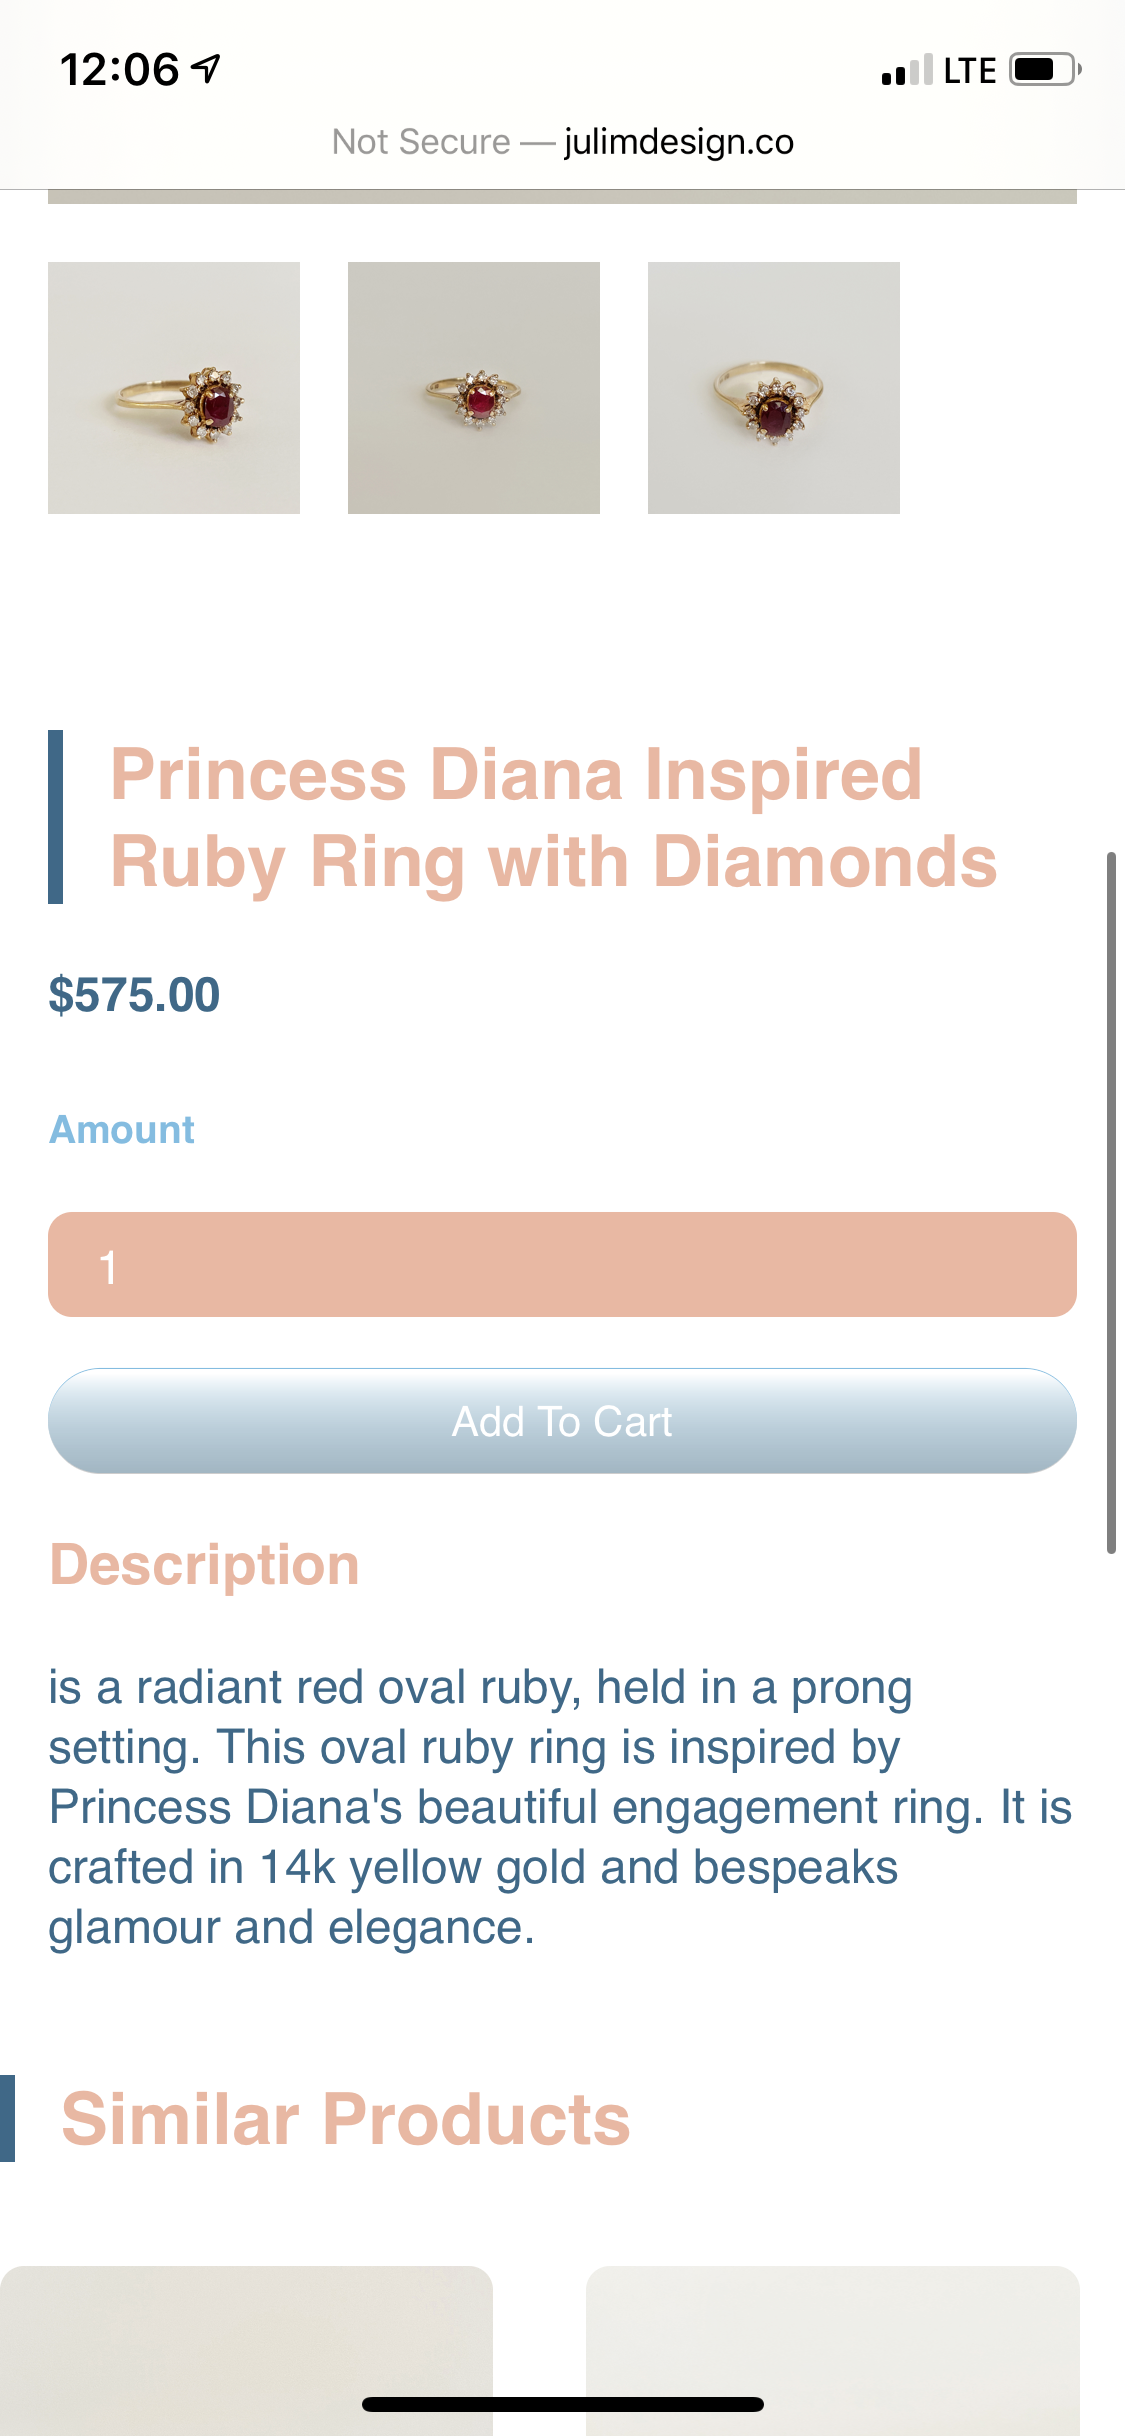 12:06
LTE
Not Secure — julimdesign.co
Princess Diana Inspired
Ruby Ring with Diamonds
$575.00
Amount
1
Add To Cart
Description
is a radiant red oval ruby, held in a prong
setting. This oval ruby ring is inspired by
Princess Diana's beautiful engagement ring. It is
crafted in 14k yellow gold and bespeaks
glamour and elegance.
Similar Products